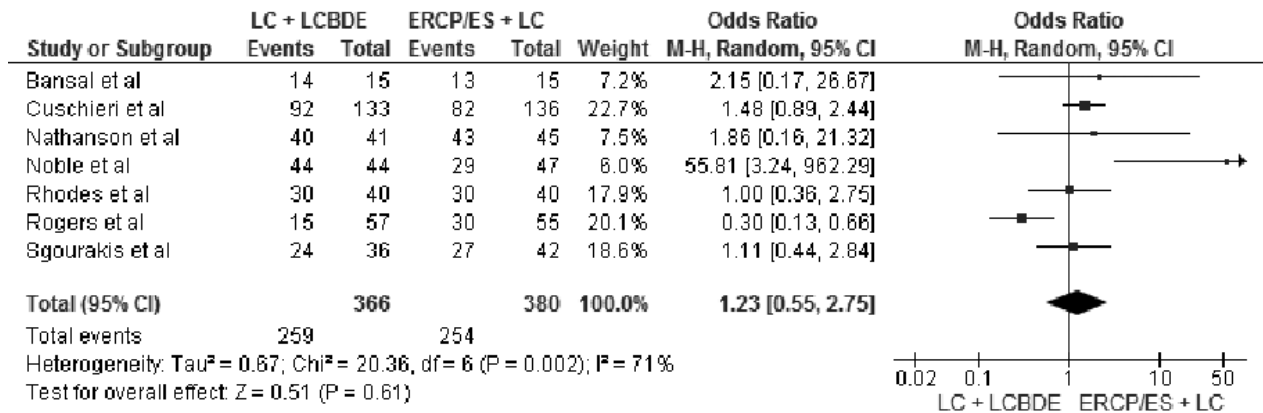 LC + LCBDE ERCP/ES + LC Odds Ratio Odds Ratio
Study or Subgroup Events Total Events Total Weight M-H, Random, 95% CI M-H, Random, 95% CI
Bansal et al 14 15 13 15 7.2% 2.15 [0.17, 26.67]
Cuschieri et al 92 133 82 136 22.7% 1.48 [0.89, 2.44]
Nathanson et al 40 41 43 45 7.5% 1.86 [0.16, 21.32]
Noble et al 44 44 29 47 6.0% 55.81 [3.24, 962.29]
Rhodes et al 30 40 30 40 17.9% 1.00 [0.36, 2.75]
Rogers et al 15 57 30 55 20.1% 0.30 [0.13, 0.66]
Sgourakis et al 24 36 27 42 18.6% 1.11 [0.44, 2.84]
Total (95% CI) 366 380 100.0% 1.23 [0.55, 2.75]
Total events 259 254
Heterogeneity: Tau² = 0.67; Chi² = 20.36, df = 6 (P = 0.002); I² = 71%
Test for overall effect: Z = 0.51 (P = 0.61)
0.02 0.1 1 10 50
LC + LCBDE ERCP/ES + LC